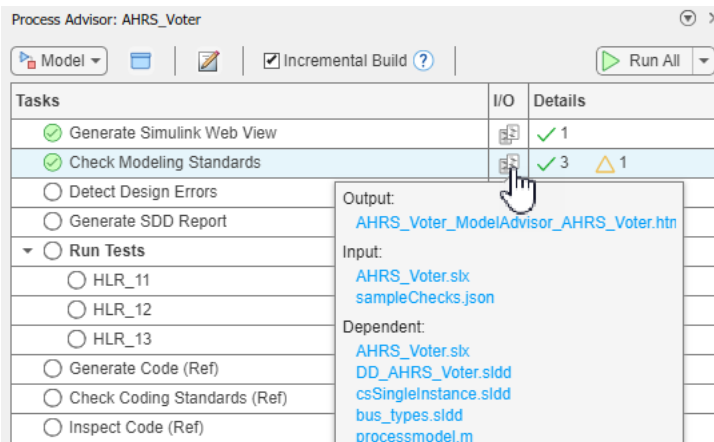 Process Advisor: AHRS_Voter
Model Incremental Build ? Run All
Tasks I/O Details
Generate Simulink Web View 1
Check Modeling Standards 3 1
Detect Design Errors
Generate SDD Report
Run Tests
HLR_11
HLR_12
HLR_13
Generate Code (Ref)
Check Coding Standards (Ref)
Inspect Code (Ref)
Output:
AHRS_Voter_ModelAdvisor_AHRS_Voter.htm
Input:
AHRS_Voter.slx
sampleChecks.json
Dependent:
AHRS_Voter.slx
DD_AHRS_Voter.sldd
csSingleInstance.sldd
bus_types.sldd
processmodel.m